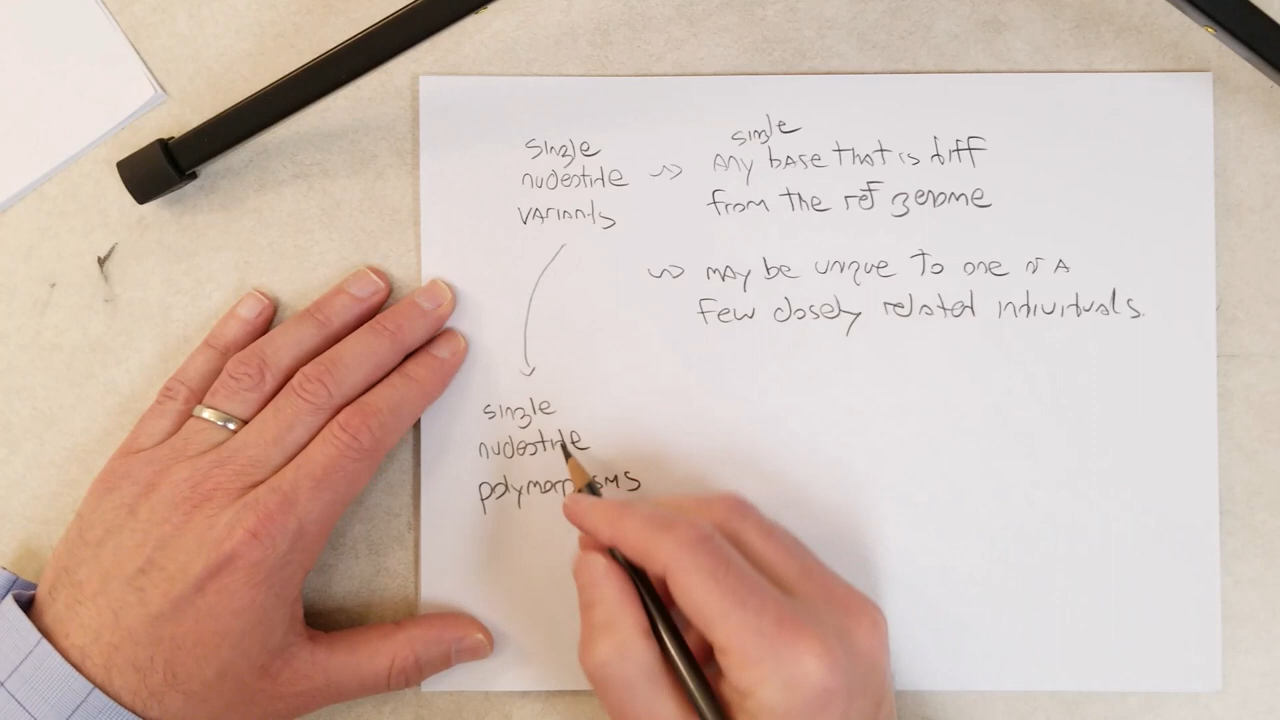 single
nucleotide
variants
→ single
any base that is diff
from the ref genome
→ may be unique to one or a
few closely related individuals.
single
nucleotide
polymorphisms